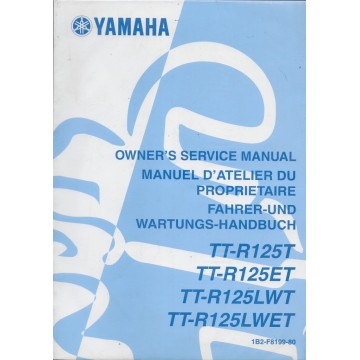 YAMAHA
OWNER'S SERVICE MANUAL
MANUEL D'ATELIER DU
PROPRIETAIRE
FAHRER-UND
WARTUNGS-HANDBUCH
TT-R125T
TT-R125ET
TT-R125LWT
TT-R125LWET
1B2-F8199-80